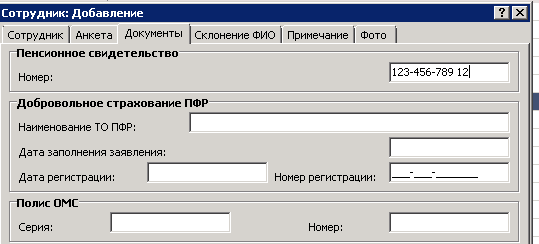 Сотрудник: Добавление
Сотрудник Анкета Документы Склонение ФИО Примечание Фото
Пенсионное свидетельство
Номер: 123-456-789 12
Добровольное страхование ПФР
Наименование ТО ПФР:
Дата заполнения заявления:
Дата регистрации: Номер регистрации: ___-___-______
Полис ОМС
Серия: Номер: